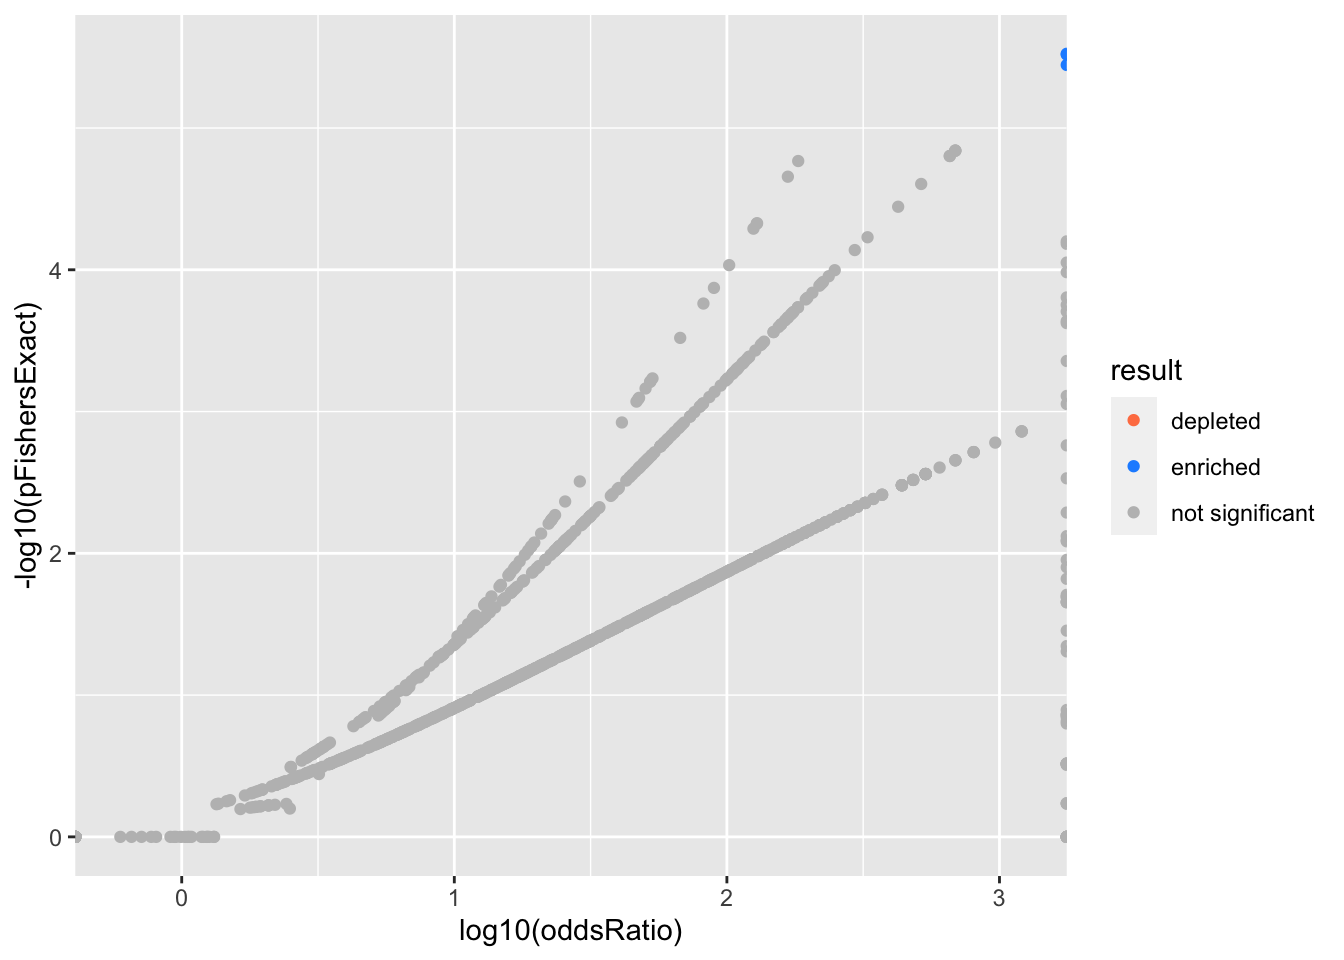 -log10(pFishersExact)
4
2
0
0
1
2
3
log10(oddsRatio)
result
depleted
enriched
not significant